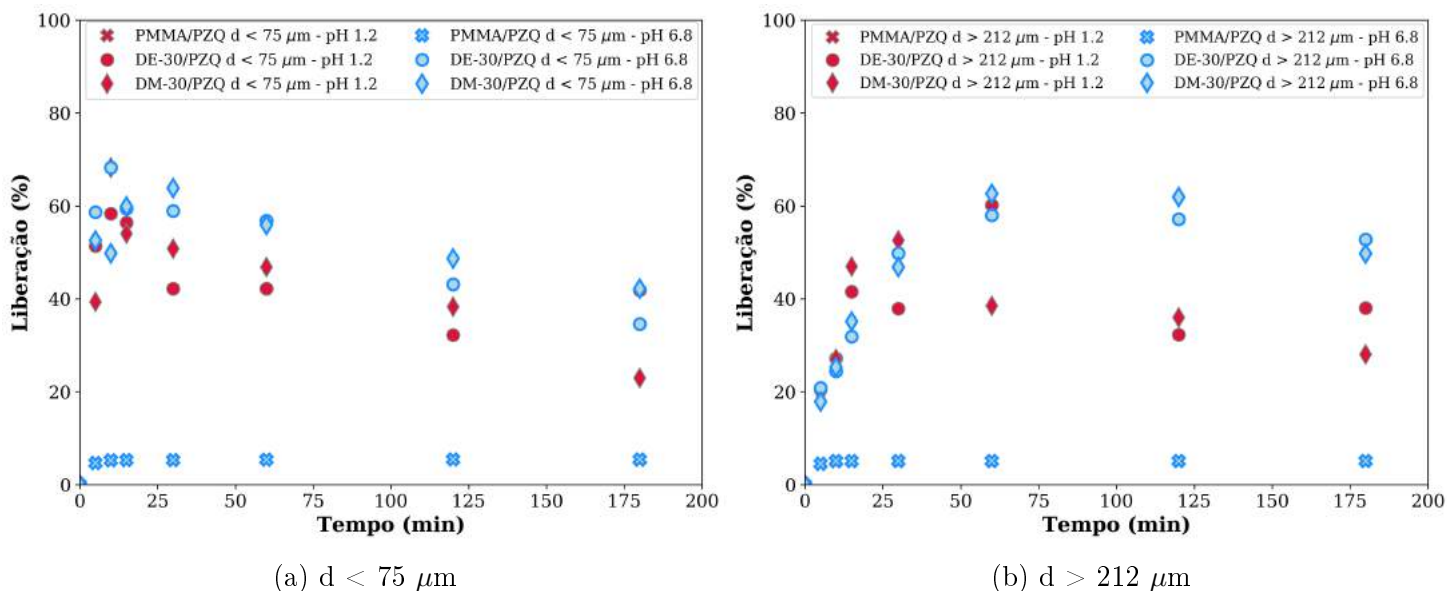 PMMA/PZQ d < 75 μm - pH 1.2
DE-30/PZQ d < 75 μm - pH 1.2
DM-30/PZQ d < 75 μm - pH 1.2
PMMA/PZQ d < 75 μm - pH 6.8
DE-30/PZQ d < 75 μm - pH 6.8
DM-30/PZQ d < 75 μm - pH 6.8
100
80
60
40
20
0
Liberação (%)
0 25 50 75 100 125 150 175 200
Tempo (min)
(a) d < 75 μm
PMMA/PZQ d > 212 μm - pH 1.2
DE-30/PZQ d > 212 μm - pH 1.2
DM-30/PZQ d > 212 μm - pH 1.2
PMMA/PZQ d > 212 μm - pH 6.8
DE-30/PZQ d > 212 μm - pH 6.8
DM-30/PZQ d > 212 μm - pH 6.8
100
80
60
40
20
0
Liberação (%)
0 25 50 75 100 125 150 175 200
Tempo (min)
(b) d > 212 μm